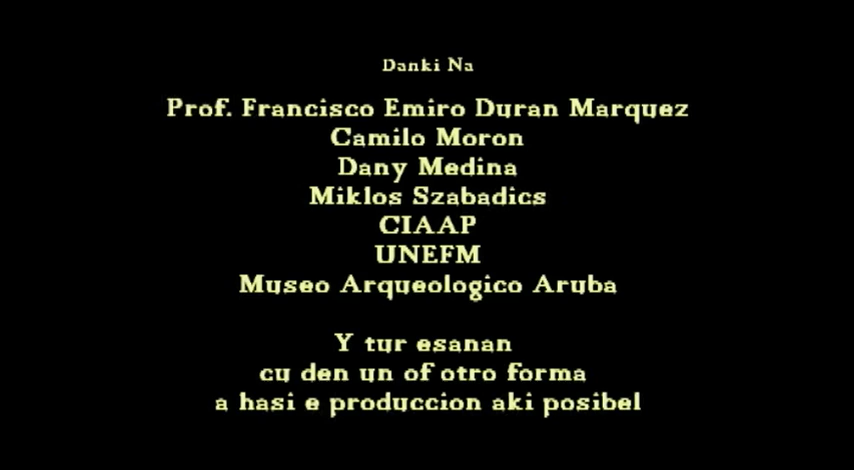 Danki Na
Prof. Francisco Emiro Duran Marquez
Camilo Moron
Dany Medina
Miklos Szabadics
CIAAP
UNEFM
Museo Arqueologico Aruba
Y tur esanan
cu den un of otro forma
a hasi e produccion aki posibel